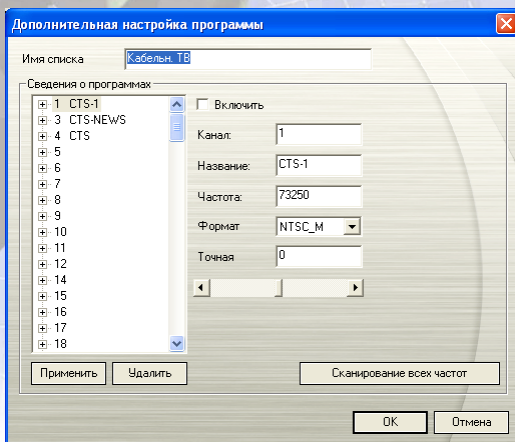 Дополнительная настройка программы
Имя списка
Кабельн. ТВ
Сведения о программах
1 CTS-1
3 CTS-NEWS
4 CTS
5
6
7
8
9
10
11
12
14
15
16
17
18
Включить
Канал:
1
Название:
CTS-1
Частота:
73250
Формат
NTSC_M
Точная
0
Применить
Удалить
Сканирование всех частот
OK
Отмена